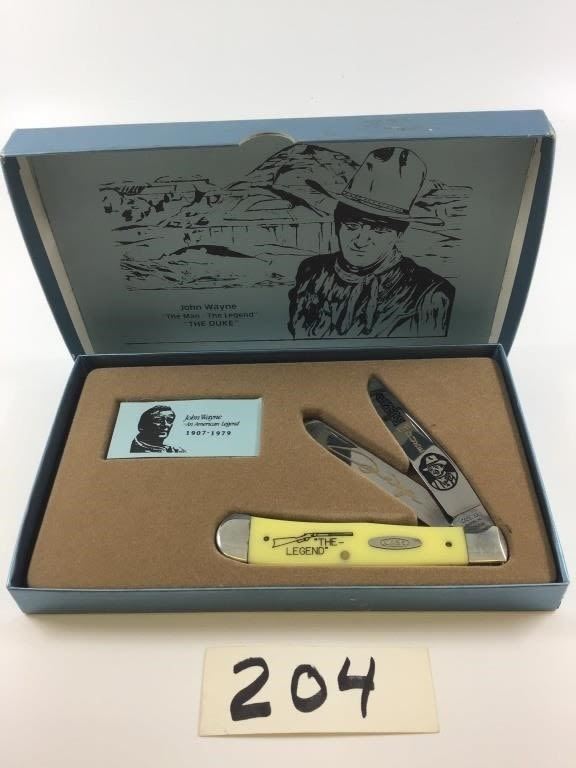 John Wayne
"The Man - The Legend"
"THE DUKE"
John Wayne
An American Legend
1907-1979
"THE-
LEGEND"
CASE
204